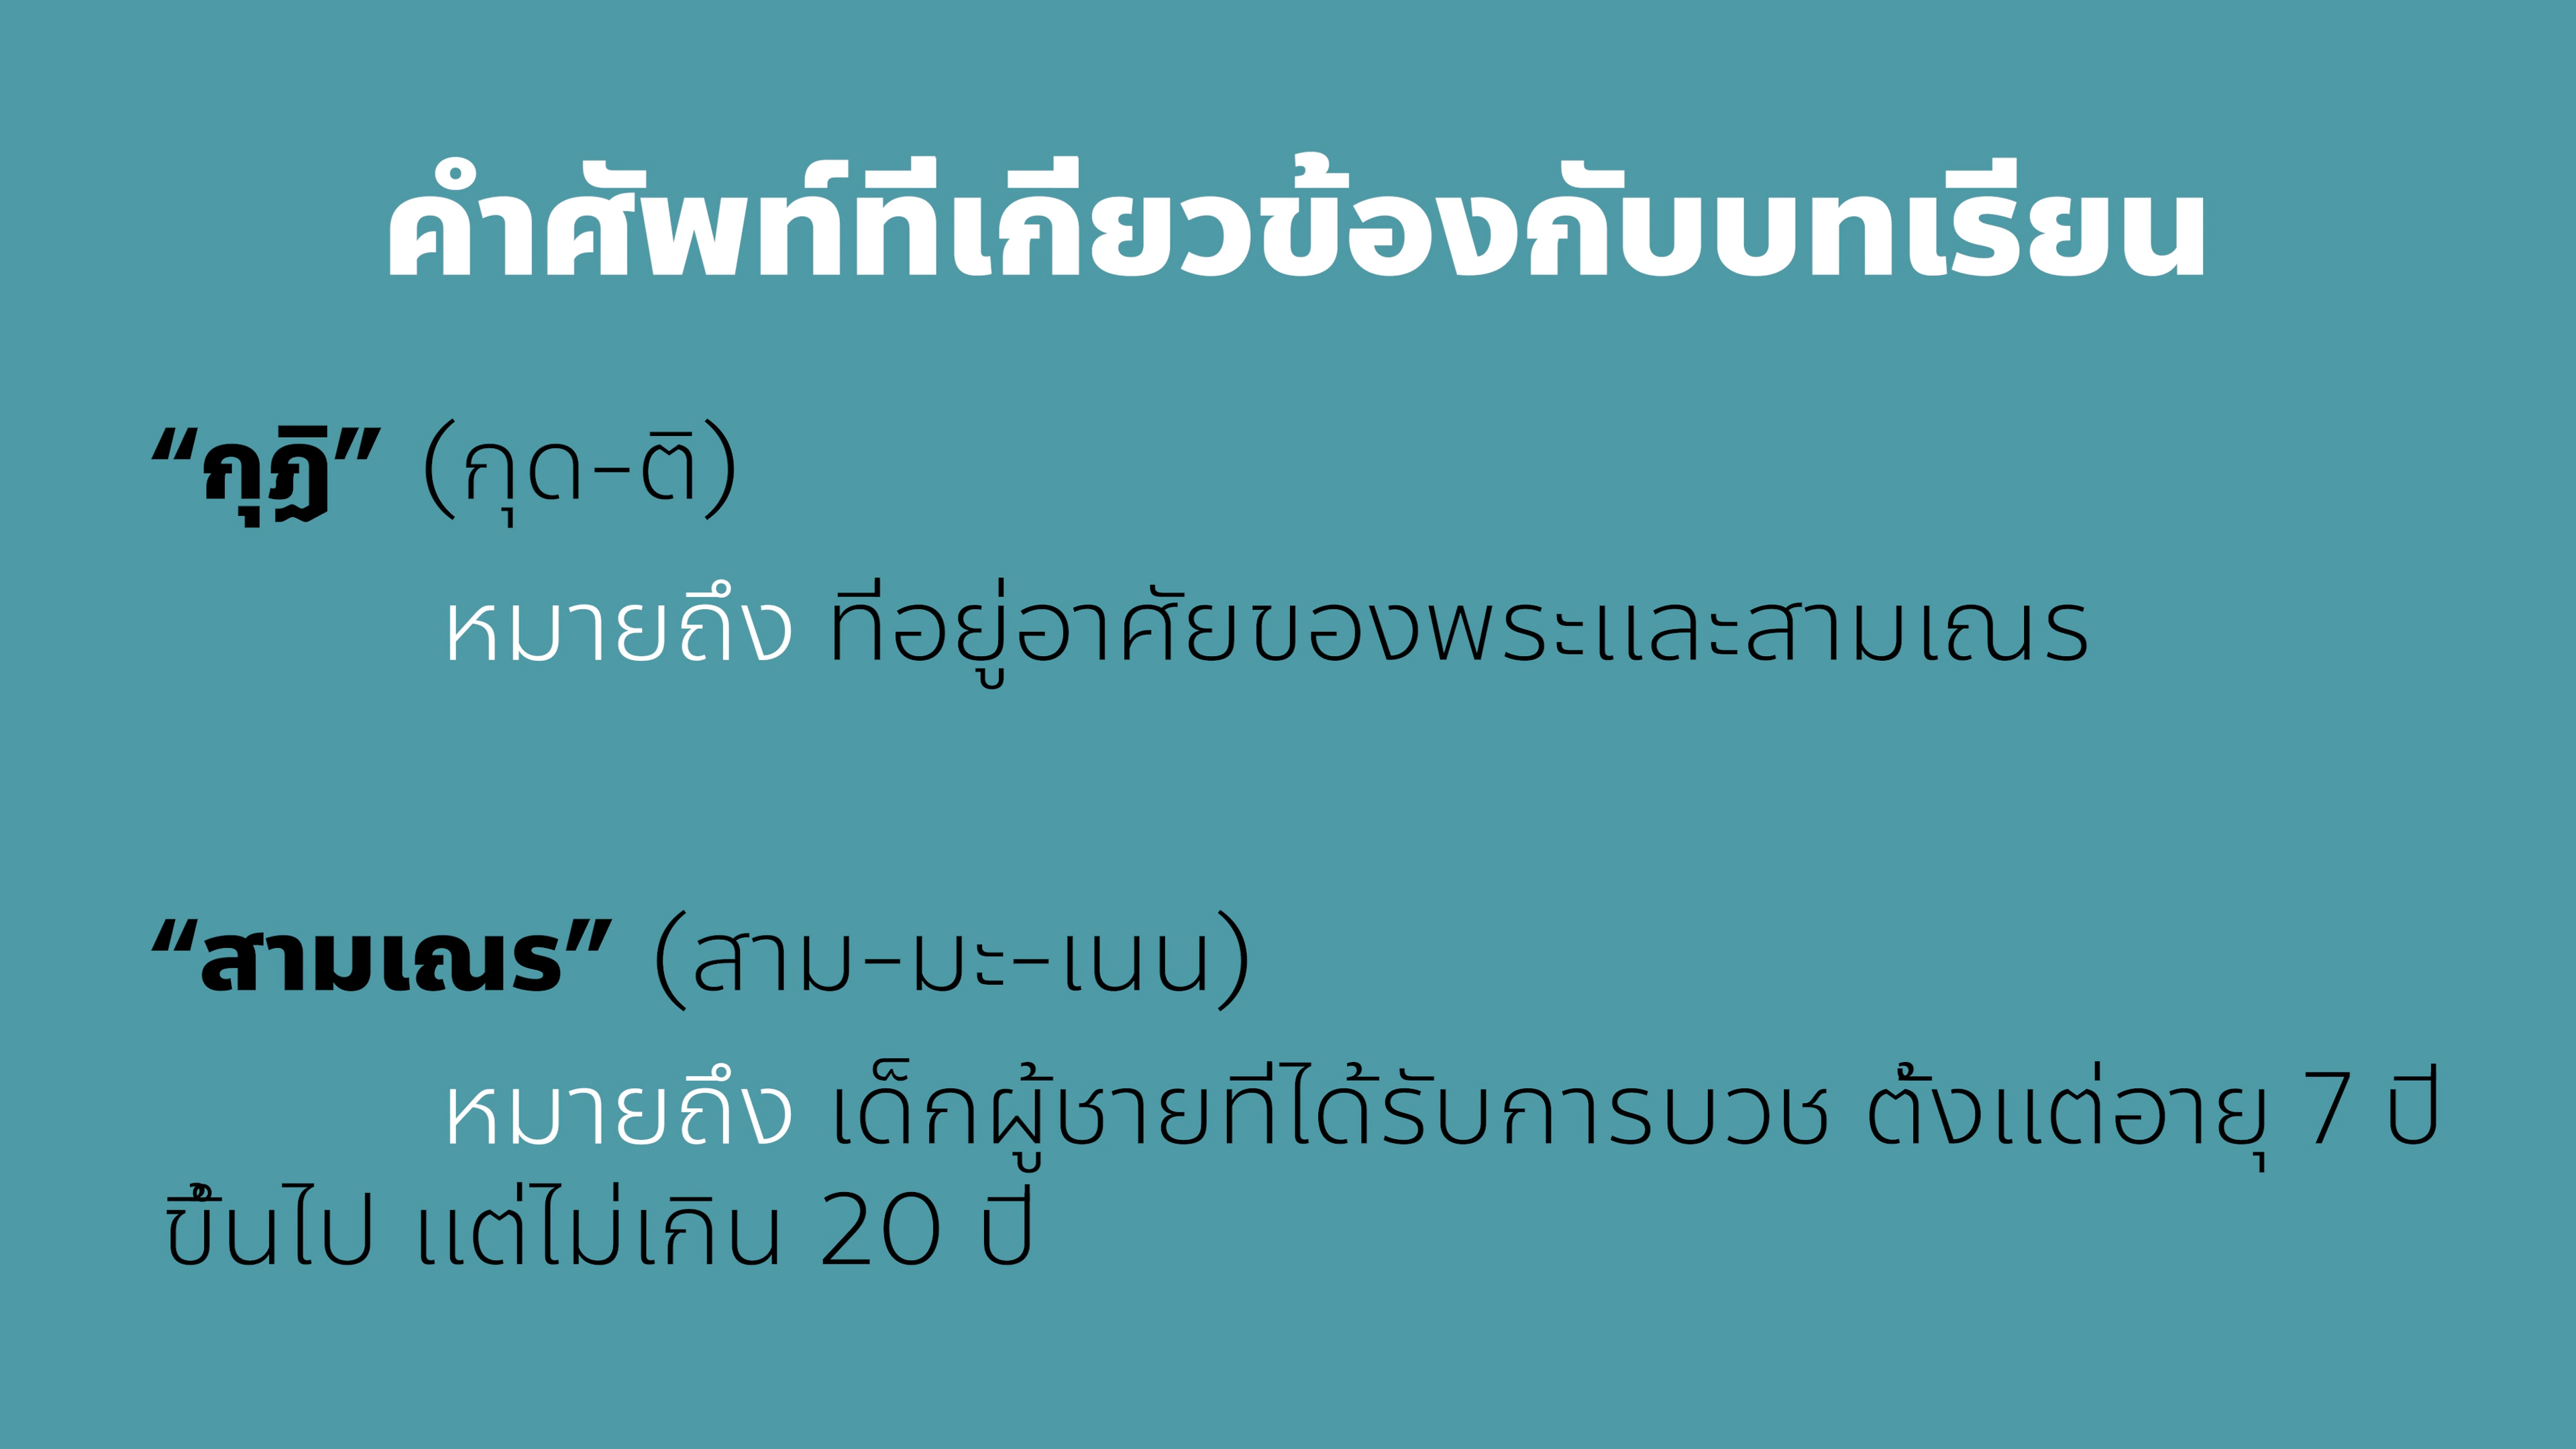 คำศัพท์ที่เกี่ยวข้องกับบทเรียน
“กุฏิ” (กุด-ติ)
หมายถึง ที่อยู่อาศัยของพระและสามเณร
“สามเณร” (สาม-มะ-เนน)
หมายถึง เด็กผู้ชายที่ได้รับการบวช ตั้งแต่อายุ 7 ปี
ขึ้นไป แต่ไม่เกิน 20 ปี